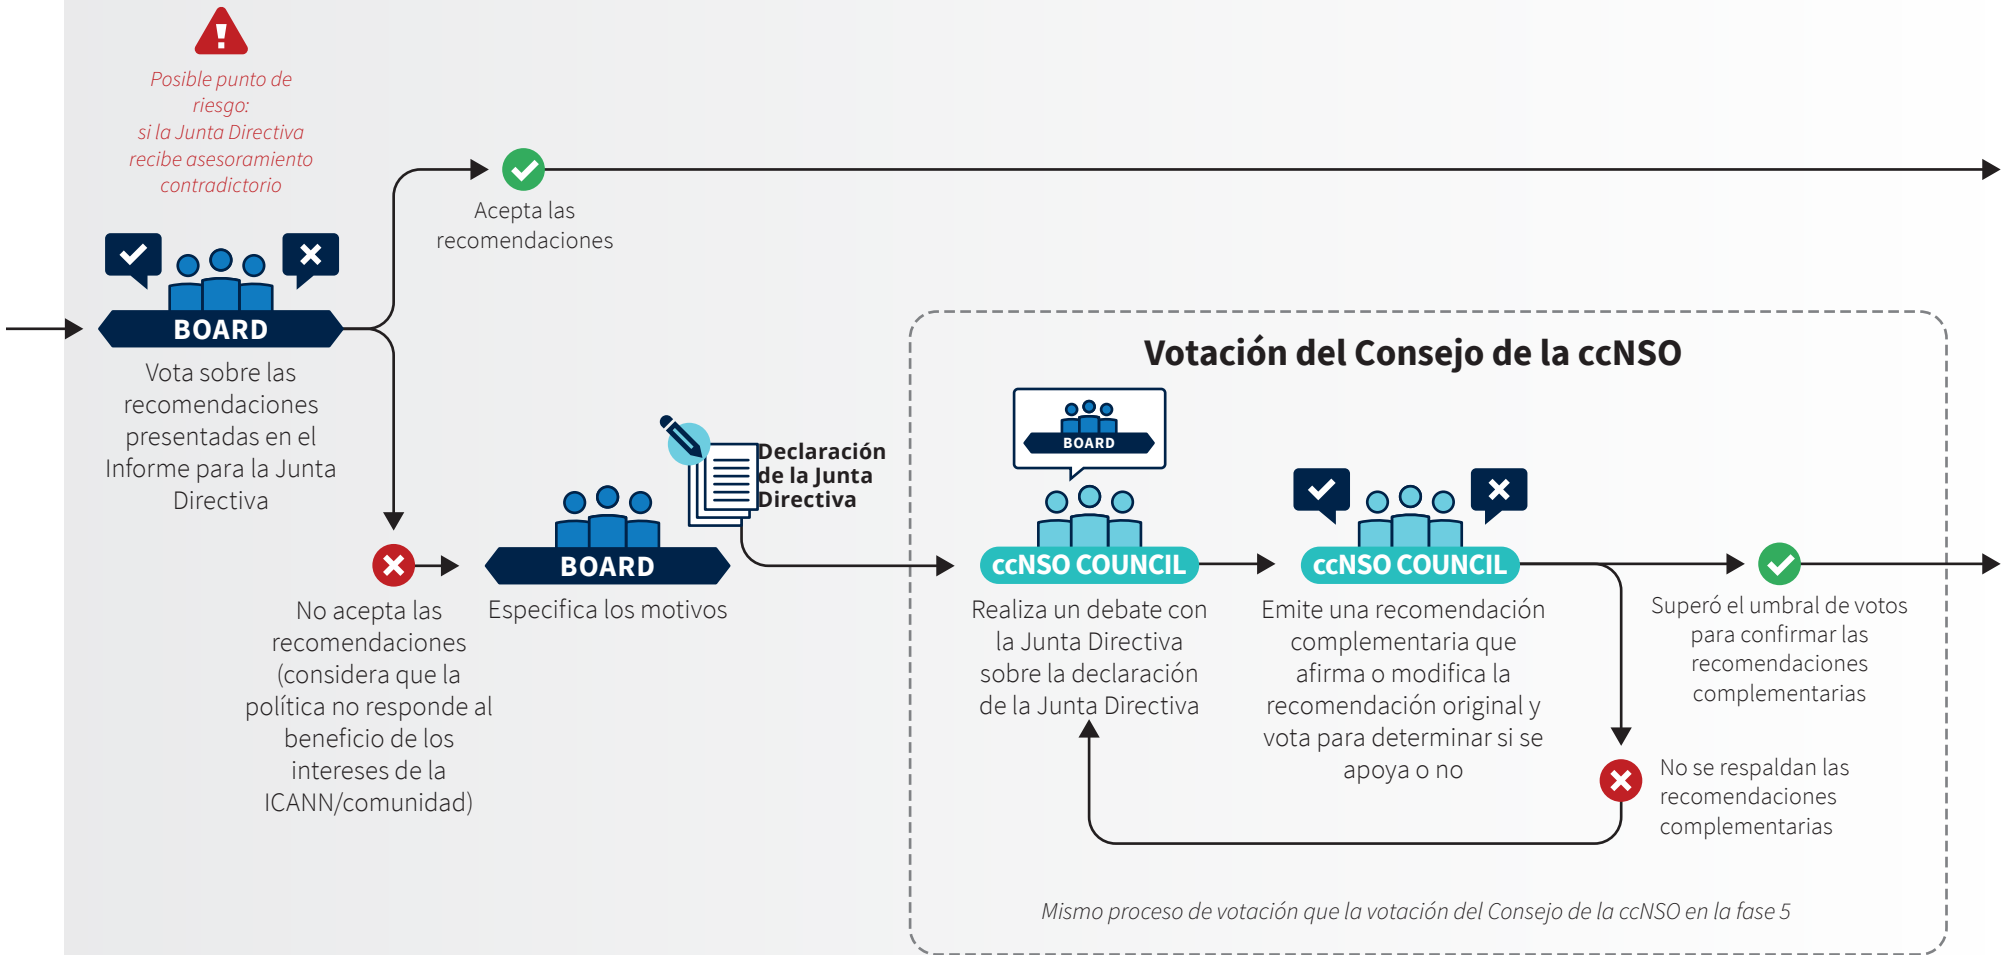 Posible punto de
riesgo:
si la Junta Directiva
recibe asesoramiento
contradictorio
Acepta las
recomendaciones
BOARD
Vota sobre las
recomendaciones
presentadas en el
Informe para la Junta
Directiva
No acepta las
recomendaciones
(considera que la
política no responde al
beneficio de los
intereses de la
ICANN/comunidad)
Declaración
de la Junta
Directiva
BOARD
Especifica los motivos
Votación del Consejo de la ccNSO
BOARD
ccNSO COUNCIL
Realiza un debate con
la Junta Directiva
sobre la declaración
de la Junta Directiva
ccNSO COUNCIL
Emite una recomendación
complementaria que
afirma o modifica la
recomendación original y
vota para determinar si se
apoya o no
Superó el umbral de votos
para confirmar las
recomendaciones
complementarias
No se respaldan las
recomendaciones
complementarias
Mismo proceso de votación que la votación del Consejo de la ccNSO en la fase 5